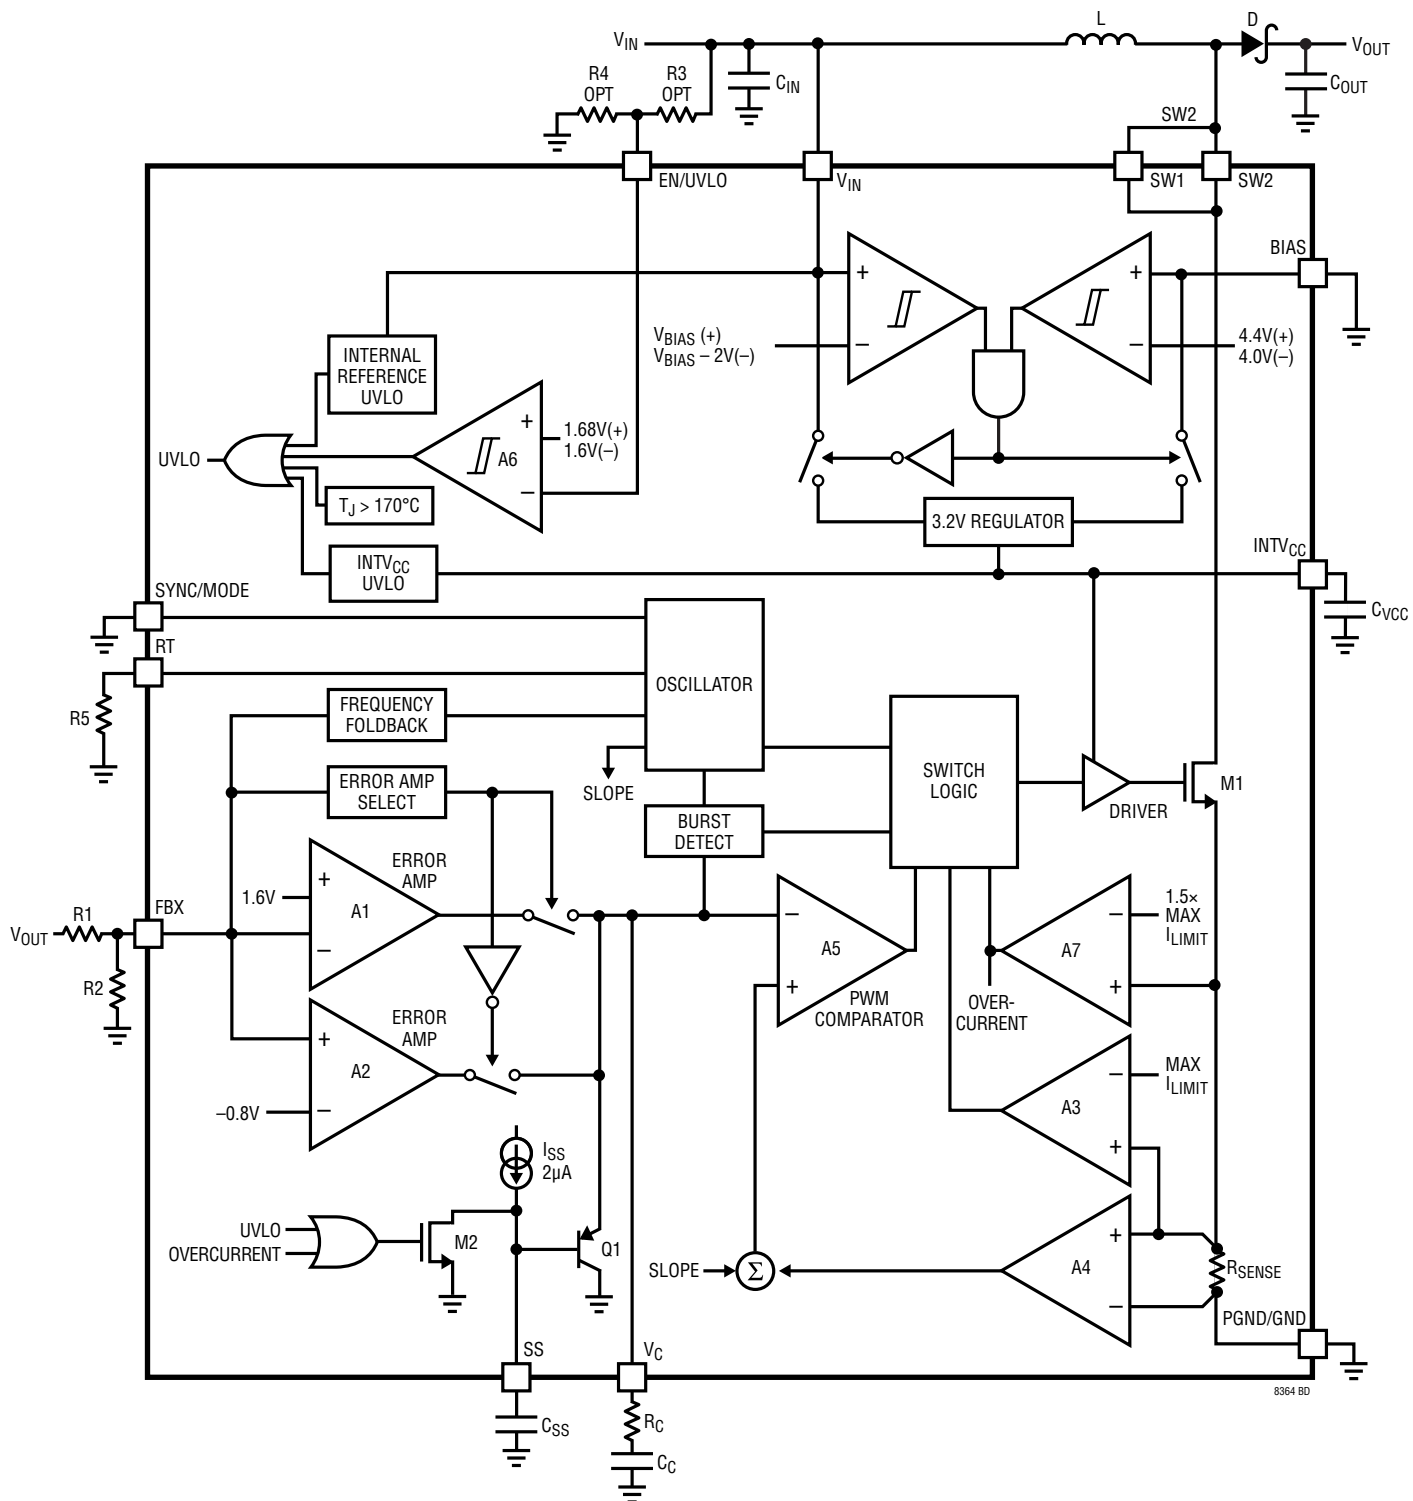 L
D
VIN
VOUT
R4
OPT
R3
OPT
CIN
COUT
SW2
EN/UVLO
VIN
SW1
SW2
BIAS
+
+
VBIAS (+)
VBIAS – 2V(–)
–
–
4.4V(+)
4.0V(–)
INTERNAL
REFERENCE
UVLO
+
1.68V(+)
1.6V(–)
UVLO
A6
–
TJ > 170°C
3.2V REGULATOR
INTVCC
UVLO
INTVCC
CVCC
SYNC/MODE
RT
R5
OSCILLATOR
FREQUENCY
FOLDBACK
SLOPE
ERROR AMP
SELECT
BURST
DETECT
SWITCH
LOGIC
DRIVER
M1
ERROR
AMP
+
1.6V
A1
–
FBX
R1
VOUT
R2
ERROR
AMP
+
A2
–0.8V
–
–
A5
+
PWM
COMPARATOR
OVER-
CURRENT
–
1.5×
MAX
ILIMIT
A7
+
–
MAX
ILIMIT
A3
+
ISS
2µA
UVLO
OVERCURRENT
M2
Q1
SLOPE
Σ
+
A4
–
RSENSE
PGND/GND
SS
VC
8364 BD
CSS
RC
CC